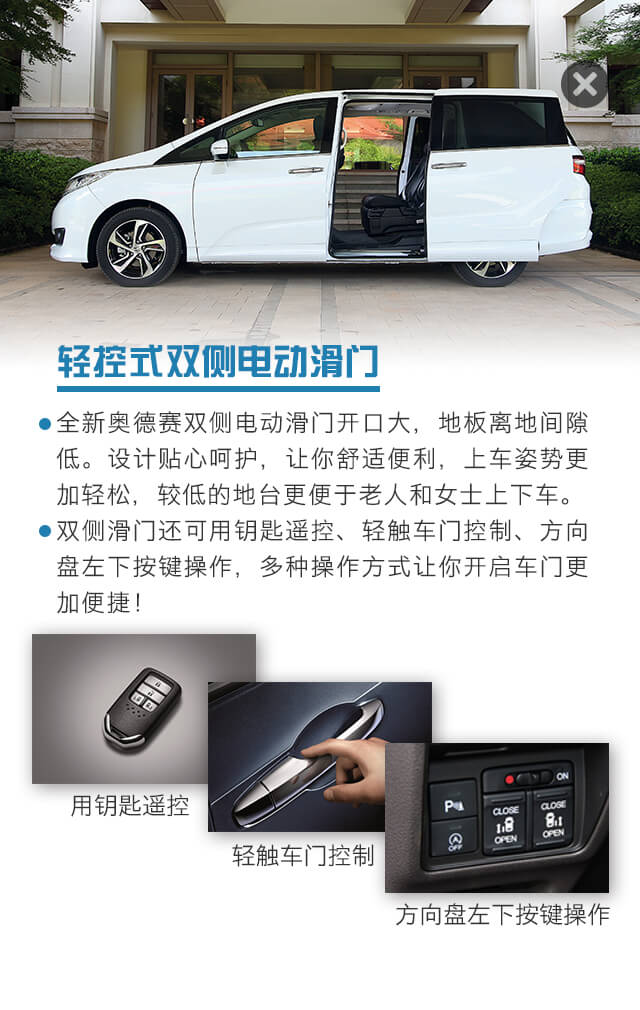 轻控式双侧电动滑门
全新奥德赛双侧电动滑门开口大，地板离地间隙
低。设计贴心呵护，让你舒适便利，上车姿势更
加轻松，较低的地台更便于老人和女士上下车。
双侧滑门还可用钥匙遥控、轻触车门控制、方向
盘左下按键操作，多种操作方式让你开启车门更
加便捷！
用钥匙遥控
轻触车门控制
ON
P
CLOSE
CLOSE
OPEN
OPEN
A
OFF
方向盘左下按键操作